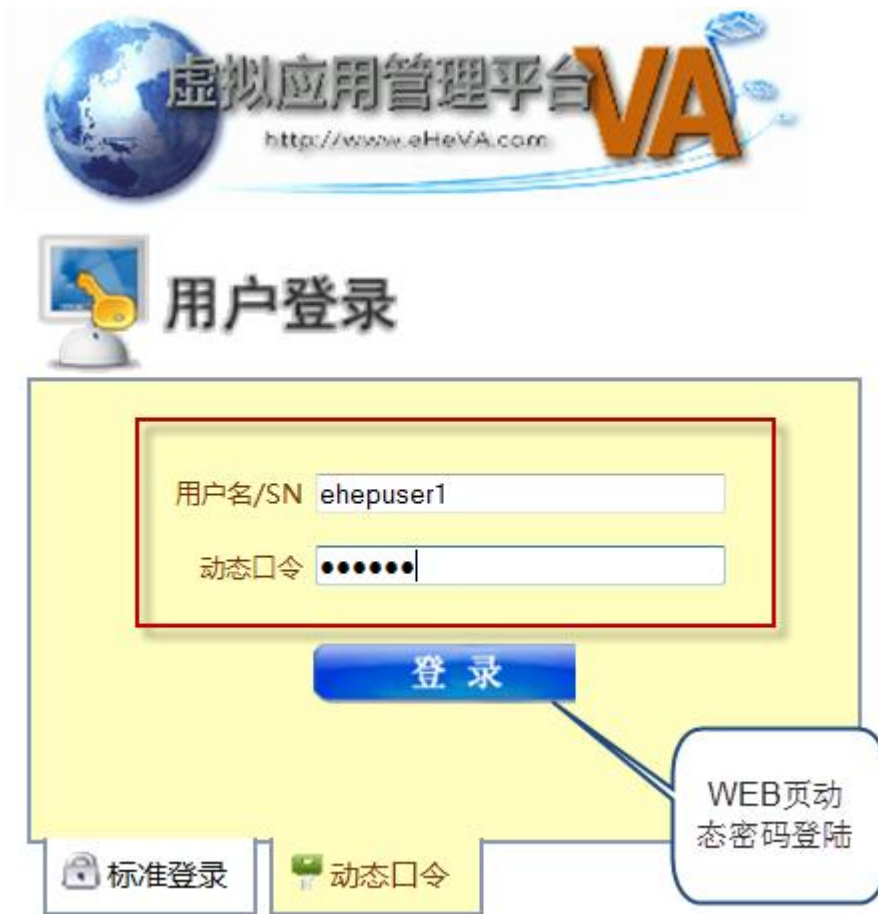 虚拟应用管理平台 VA
http://www.eHeVA.com
用户登录
用户名/SN ehepuser1
动态口令 ●●●●●●
登 录
WEB页动
态密码登陆
标准登录 动态口令